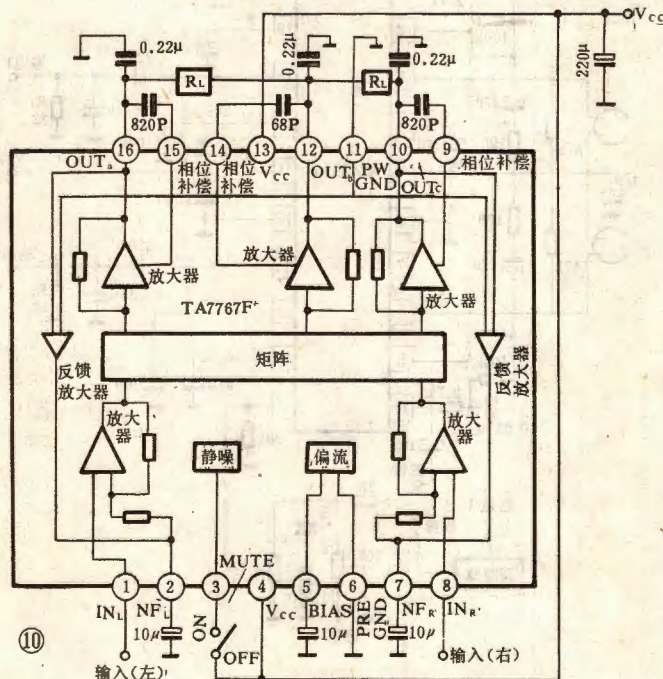 Vcc
0.22μ
0.22μ
0.22μ
220μ
RL
RL
820P
68P
820P
16
15
14
13
12
11
10
9
OUTa
相位
补偿
相位
补偿
Vcc
OUTb
PW
GND
OUTc
相位补偿
放大器
放大器
放大器
TA7767F
矩阵
反馈
放大器
反馈
放大器
放大
器
放大
器
静噪
偏流
MUTE
1
2
3
4
5
6
7
8
INL
NFL
Vcc
BIAS
PRE
GND
NFR
INR
10μ
ON
OFF
10μ
10μ
输入(左)
输入(右)
⑩